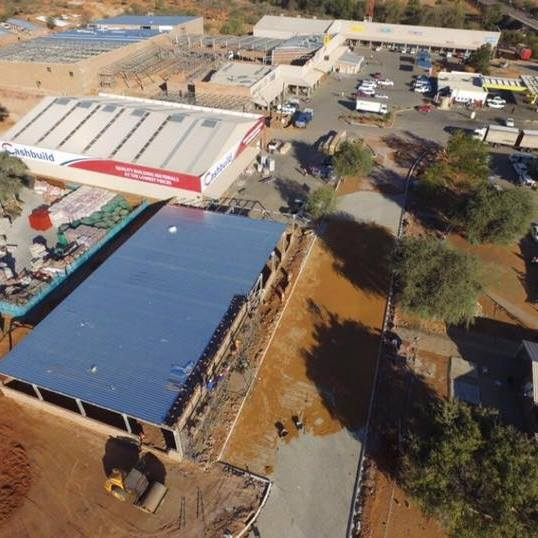 Cashbuild
QUALITY BUILDING MATERIALS
AT THE LOWEST PRICES
Cashbuild